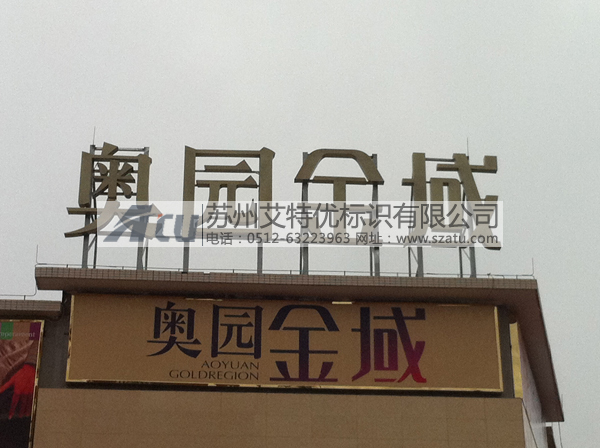 奥园金域
Atu 苏州艾特优标识有限公司
电话：0512-63223963 网址：www.szatu.com
奥园金域
AOYUAN
GOLDREGION